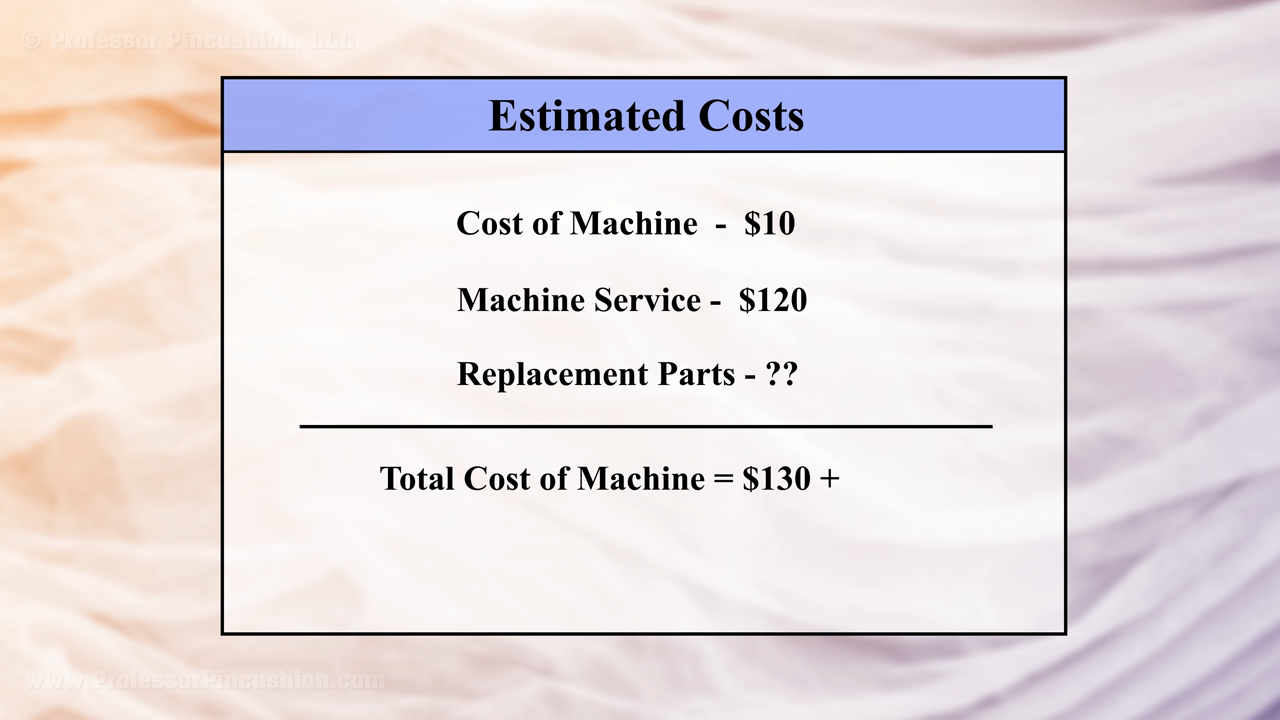 © Professor Pincushion, LLC
Estimated Costs
Cost of Machine - $10
Machine Service - $120
Replacement Parts - ??
Total Cost of Machine = $130 +
www.ProfessorPincushion.com